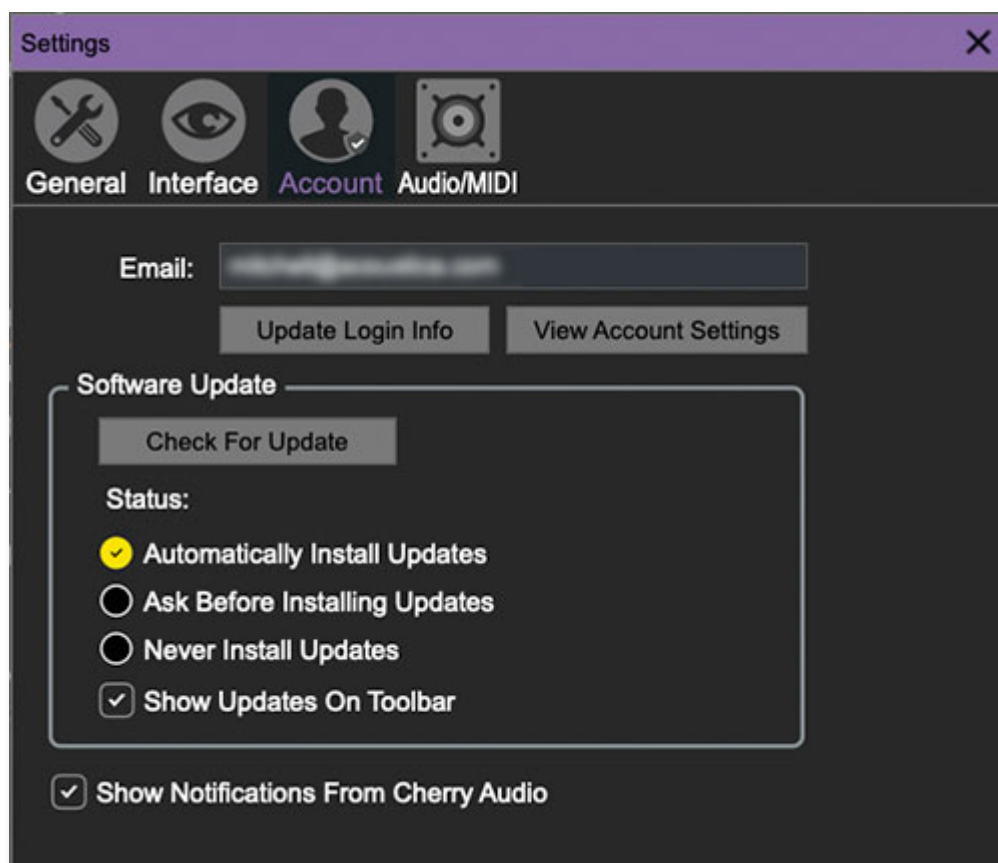 Settings
General Interface Account Audio/MIDI
Email:
Update Login Info View Account Settings
Software Update
Check For Update
Status:
Automatically Install Updates
Ask Before Installing Updates
Never Install Updates
Show Updates On Toolbar
Show Notifications From Cherry Audio